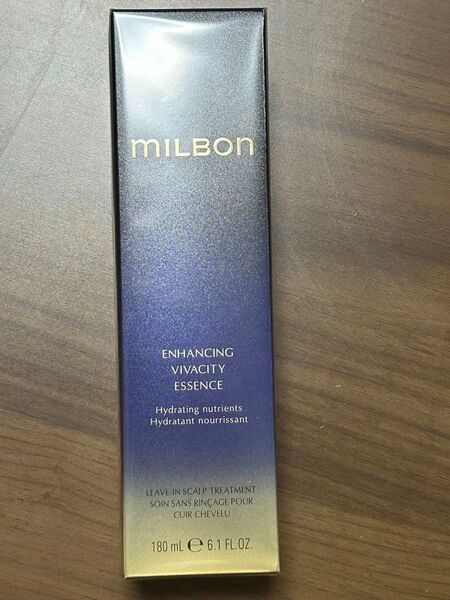 MILBON
ENHANCING
VIVACITY
ESSENCE
Hydrating nutrients
Hydratant nourrissant
LEAVE-IN SCALP TREATMENT
SOIN SANS RINÇAGE POUR
CUIR CHEVELU
180 mL ℮ 6.1 FL.OZ.